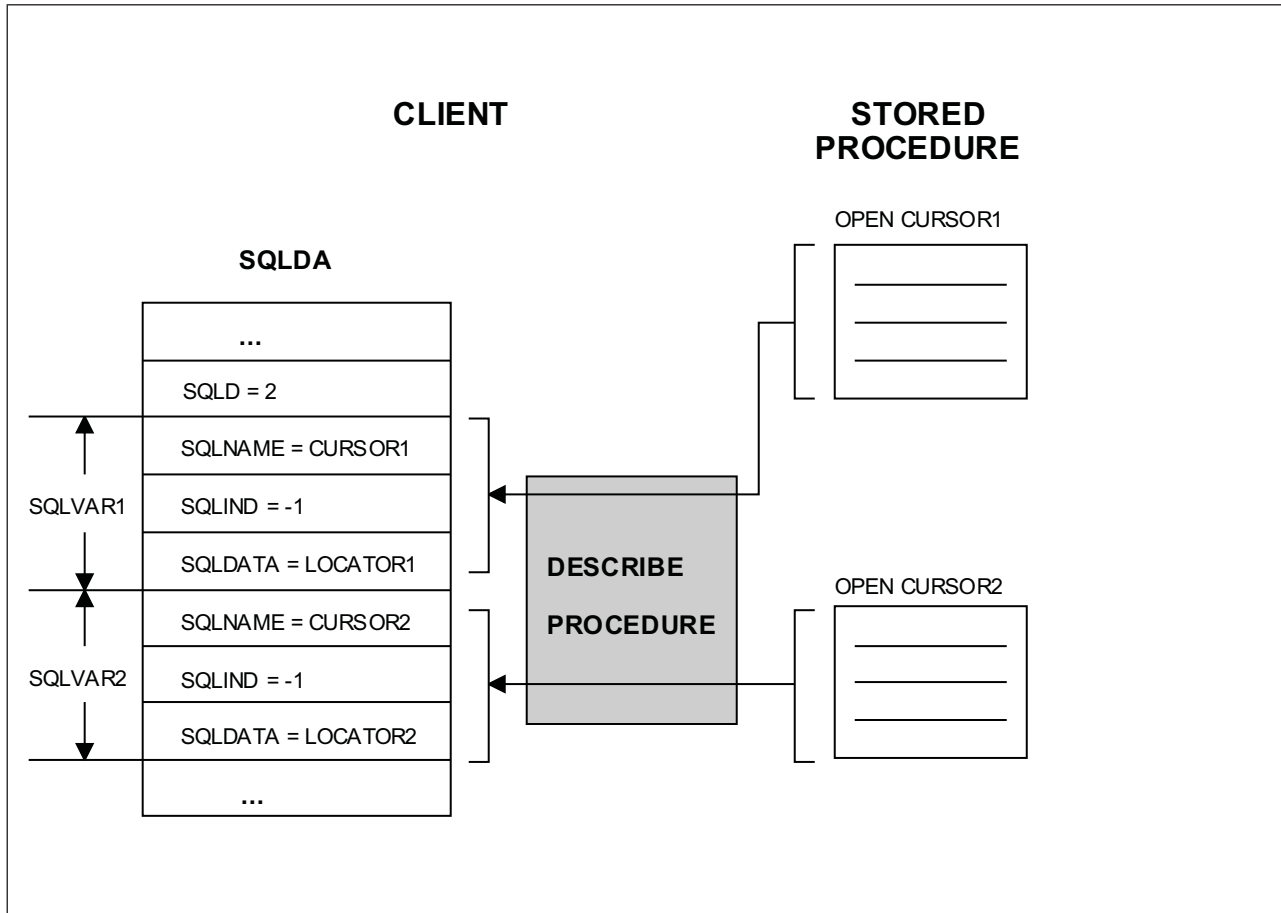 CLIENT
STORED
PROCEDURE
OPEN CURSOR1
SQLDA
...
SQLD = 2
SQLNAME = CURSOR1
SQLIND = -1
SQLDATA = LOCATOR1
SQLVAR1
SQLNAME = CURSOR2
SQLIND = -1
SQLDATA = LOCATOR2
SQLVAR2
...
DESCRIBE
PROCEDURE
OPEN CURSOR2